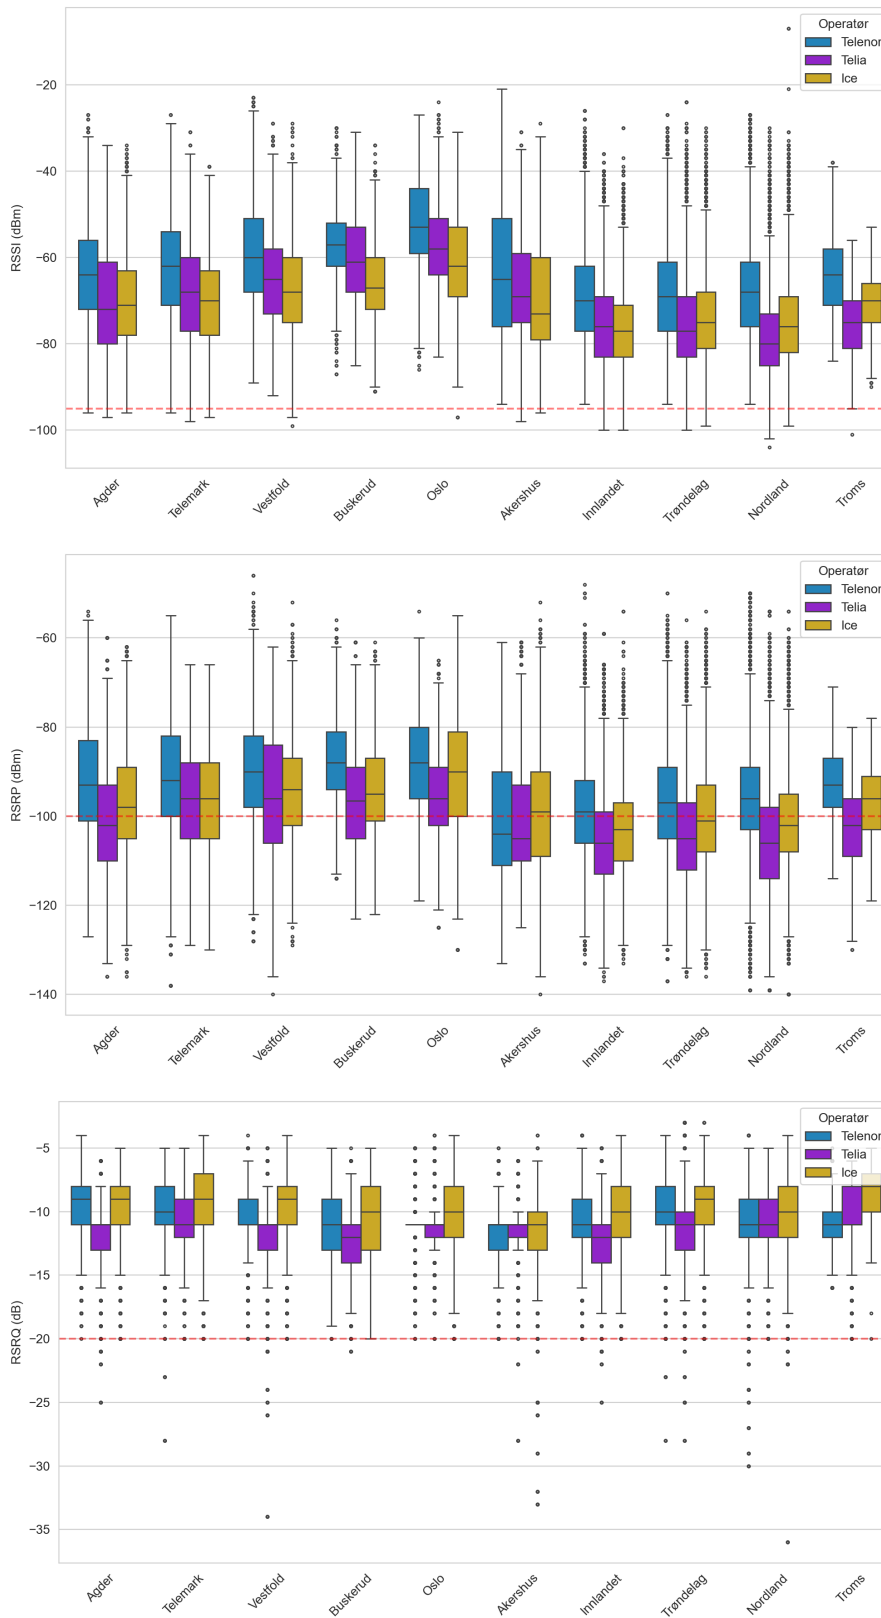 Operatør
Telenor
Telia
Ice
RSSI (dBm)
−20
−40
−60
−80
−100
Agder
Telemark
Vestfold
Buskerud
Oslo
Akershus
Innlandet
Trøndelag
Nordland
Troms
Operatør
Telenor
Telia
Ice
RSRP (dBm)
−60
−80
−100
−120
−140
Agder
Telemark
Vestfold
Buskerud
Oslo
Akershus
Innlandet
Trøndelag
Nordland
Troms
Operatør
Telenor
Telia
Ice
RSRQ (dB)
−5
−10
−15
−20
−25
−30
−35
Agder
Telemark
Vestfold
Buskerud
Oslo
Akershus
Innlandet
Trøndelag
Nordland
Troms